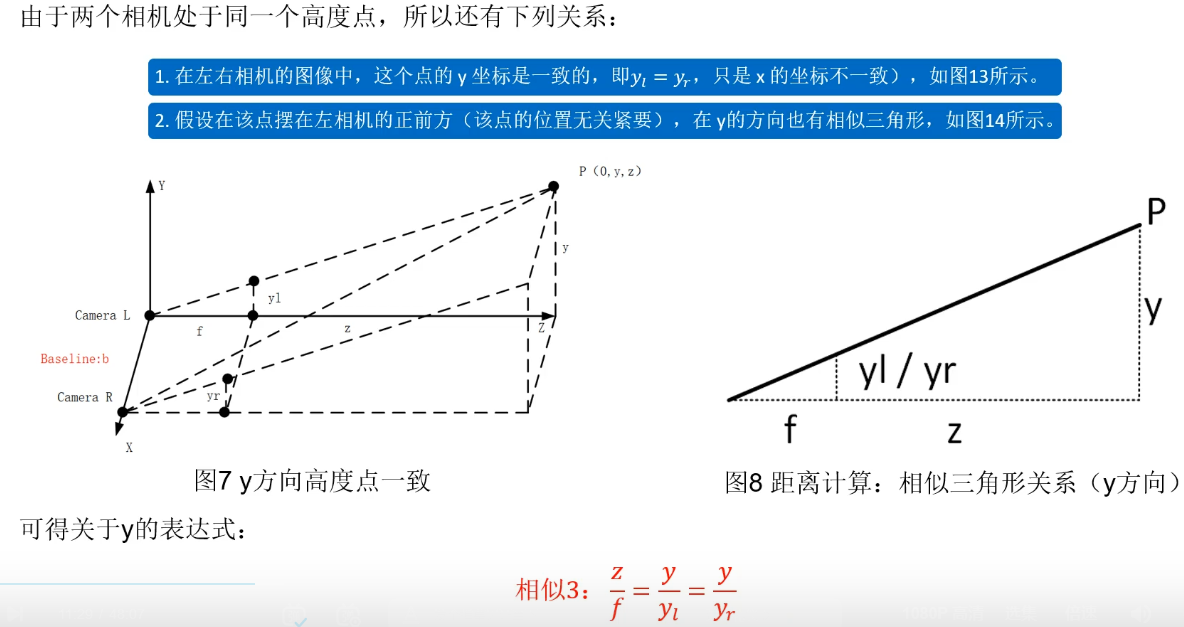 由于两个相机处于同一个高度点，所以还有下列关系：
1. 在左右相机的图像中，这个点的 y 坐标是一致的，即yₗ = yᵣ，只是 x 的坐标不一致），如图13所示。
2. 假设在该点摆在左相机的正前方（该点的位置无关紧要），在 y的方向也有相似三角形，如图14所示。
P（0,y,z）
Y
y
yl
Camera L
f
z
Z
Baseline:b
Camera R
yr
X
P
y
yl / yr
f
z
图7 y方向高度点一致
图8 距离计算：相似三角形关系（y方向）
可得关于y的表达式：
相似3： z/f = y/yₗ = y/yᵣ